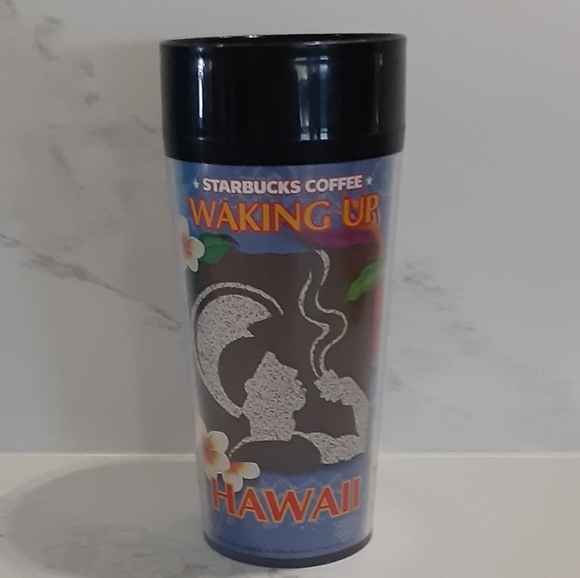 ★ STARBUCKS COFFEE ★
WAKING UP
HAWAII